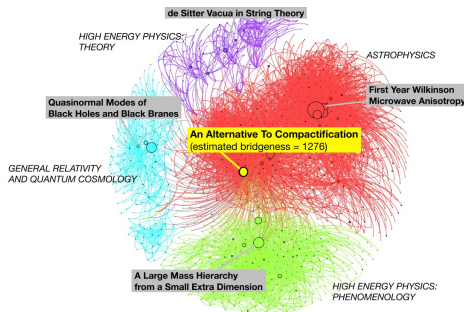 de Sitter Vacua in String Theory
HIGH ENERGY PHYSICS:
THEORY
ASTROPHYSICS
Quasinormal Modes of
Black Holes and Black Branes
First Year Wilkinson
Microwave Anisotropy
An Alternative To Compactification
(estimated bridgeness = 1276)
GENERAL RELATIVITY
AND QUANTUM COSMOLOGY
A Large Mass Hierarchy
from a Small Extra Dimension
HIGH ENERGY PHYSICS:
PHENOMENOLOGY